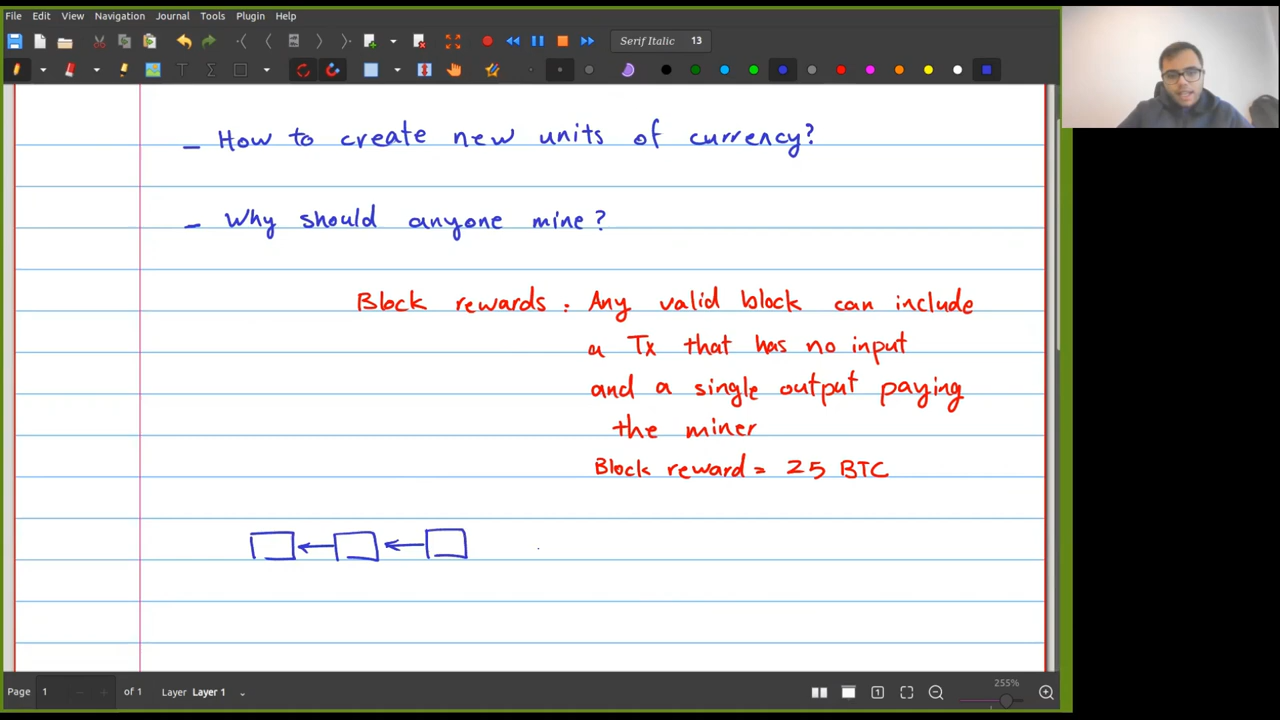 File Edit View Navigation Journal Tools Plugin Help
Serif Italic 13
- How to create new units of currency?
- Why should anyone mine?
Block rewards: Any valid block can include
a Tx that has no input
and a single output paying
the miner
Block reward = 25 BTC
Page 1 of 1 Layer Layer 1
255%